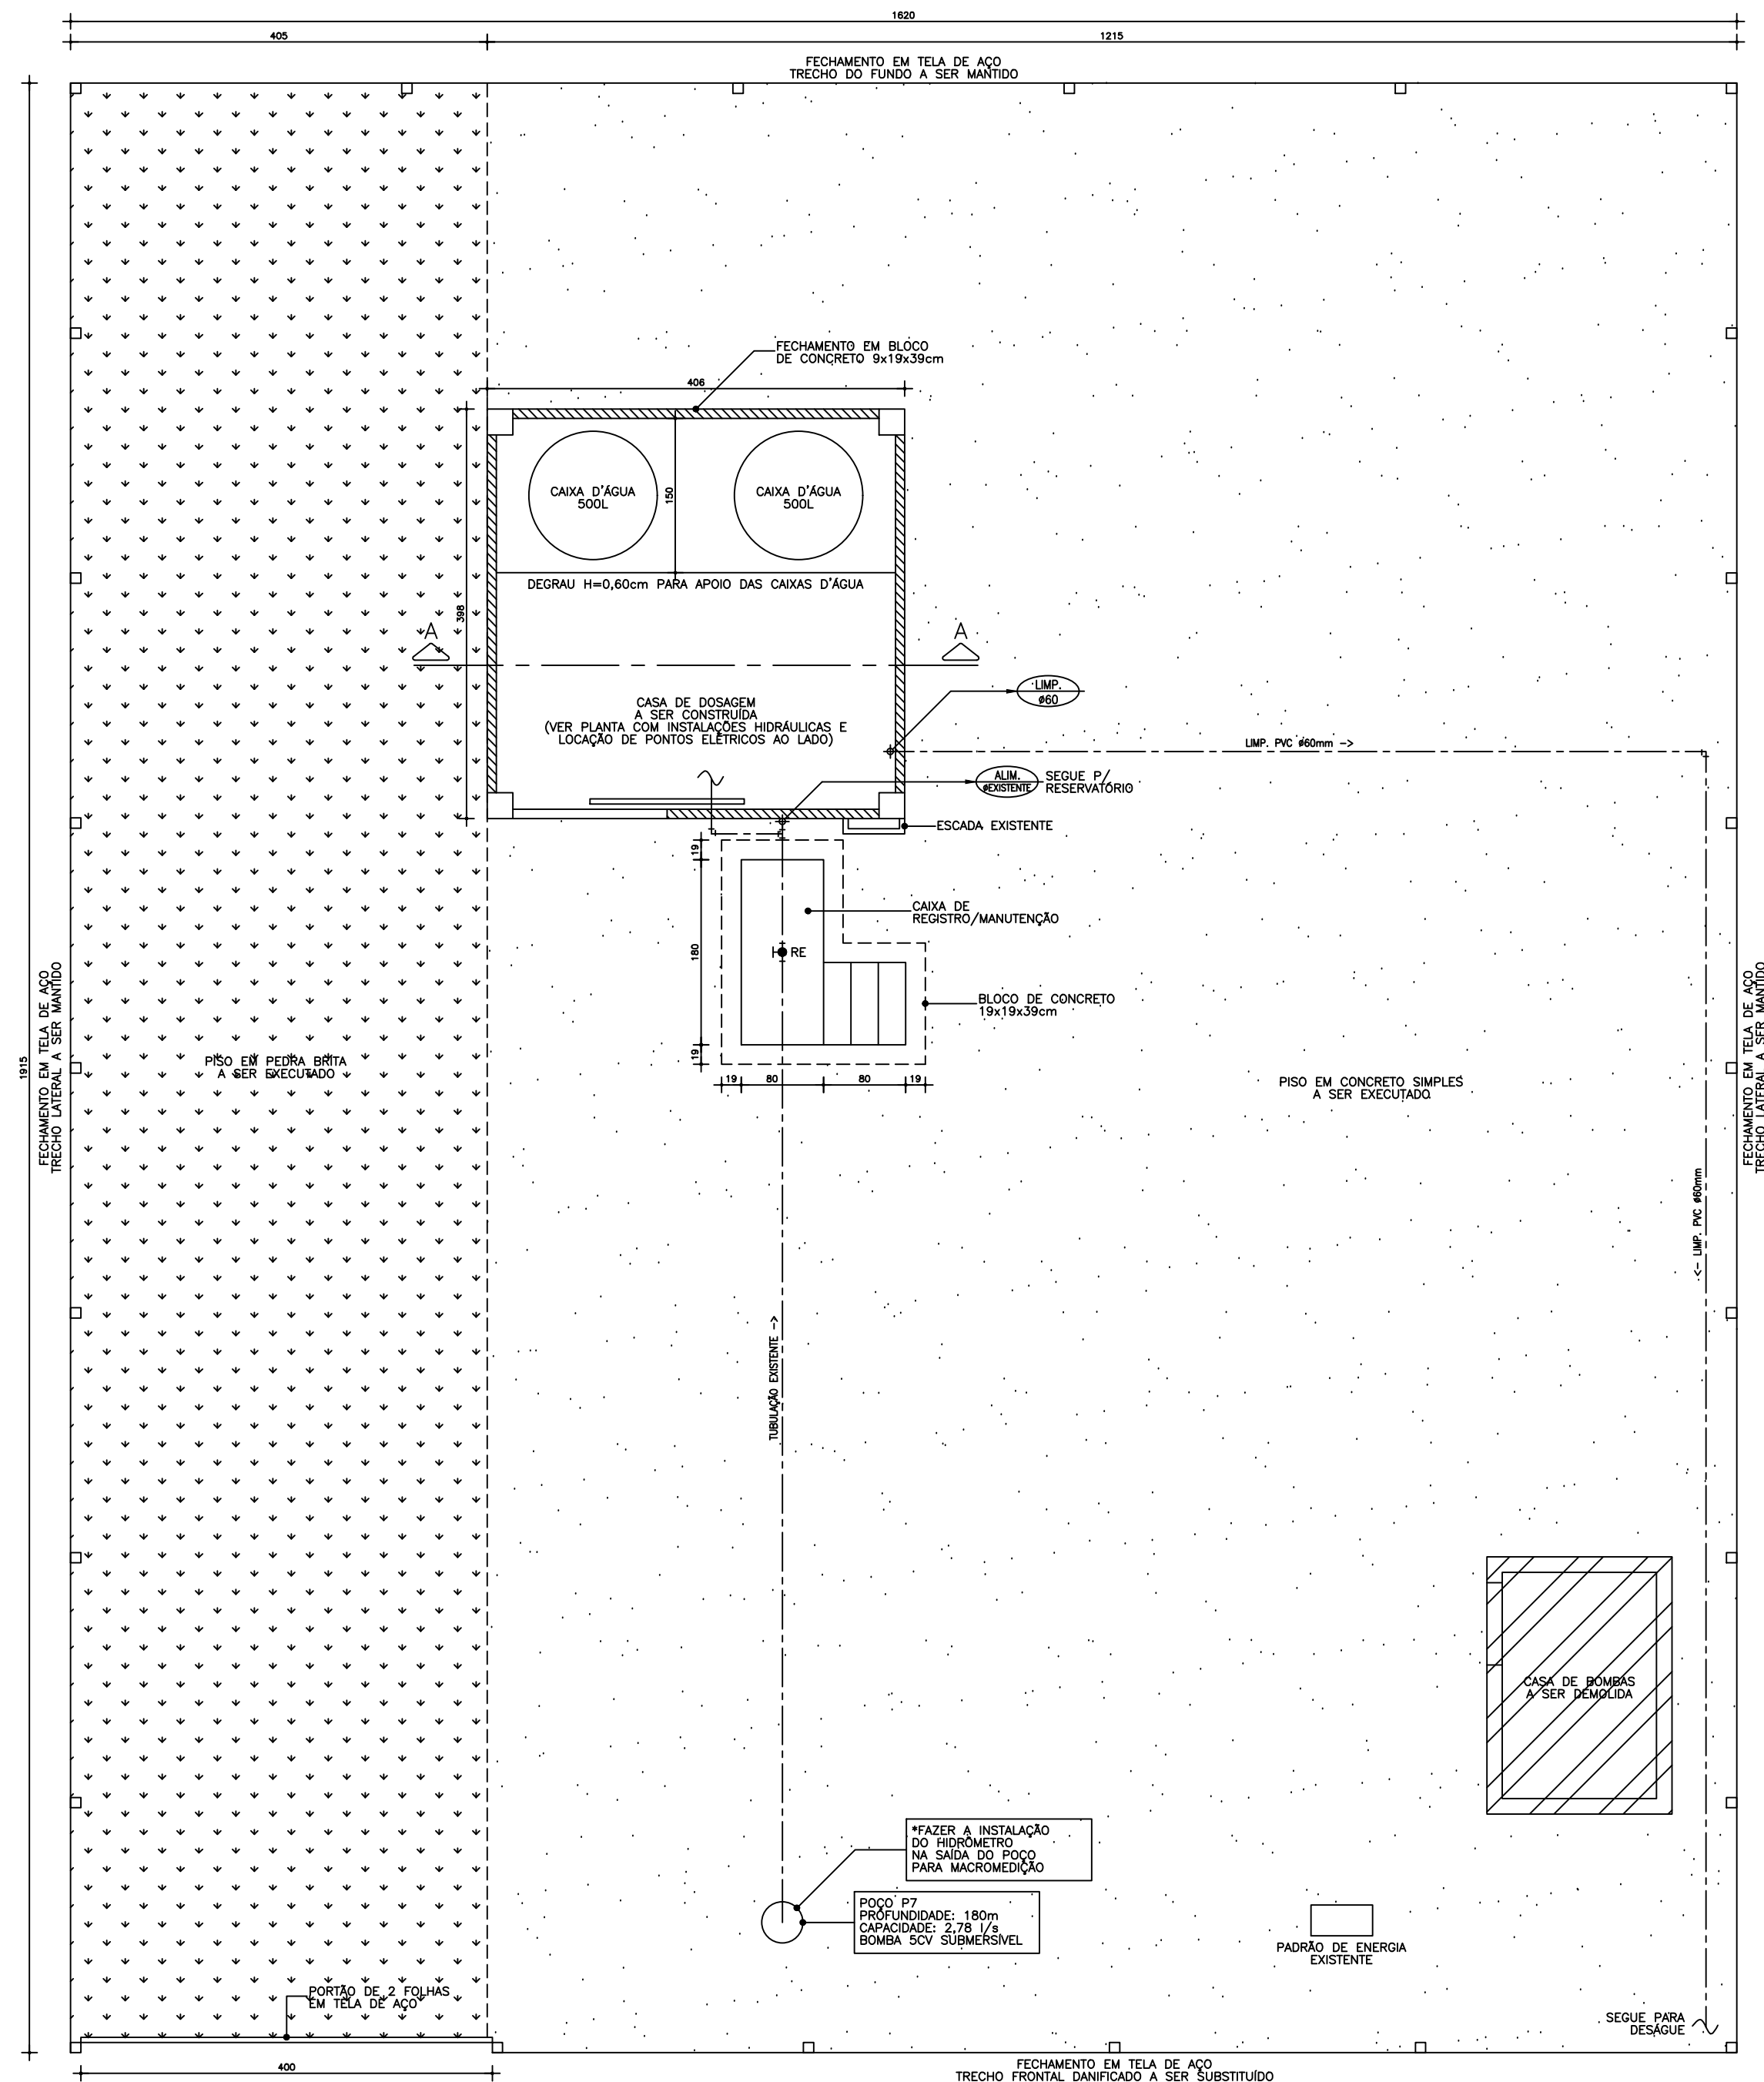 1620
405
1215
FECHAMENTO EM TELA DE AÇO
TRECHO DO FUNDO A SER MANTIDO
FECHAMENTO EM BLOCO
DE CONCRETO 9x19x39cm
406
CAIXA D'ÁGUA
500L
150
CAIXA D'ÁGUA
500L
DEGRAU H=0,60cm PARA APOIO DAS CAIXAS D'ÁGUA
398
A
A
LIMP.
ø60
CASA DE DOSAGEM
A SER CONSTRUÍDA
(VER PLANTA COM INSTALAÇÕES HIDRÁULICAS E
LOCAÇÃO DE PONTOS ELÉTRICOS AO LADO)
LIMP. PVC ø60mm ->
ALIM.
øEXISTENTE
SEGUE P/
RESERVATÓRIO
ESCADA EXISTENTE
19
CAIXA DE
REGISTRO/MANUTENÇÃO
180
RE
BLOCO DE CONCRETO
19x19x39cm
19
19
80
80
19
FECHAMENTO EM TELA DE AÇO
TRECHO LATERAL A SER MANTIDO
1915
PISO EM PEDRA BRITA
A SER EXECUTADO
PISO EM CONCRETO SIMPLES
A SER EXECUTADO
FECHAMENTO EM TELA DE AÇO
TRECHO LATERAL A SER MANTIDO
<- LIMP. PVC ø60mm
TUBULAÇÃO EXISTENTE ->
CASA DE BOMBAS
A SER DEMOLIDA
*FAZER A INSTALAÇÃO
DO HIDRÔMETRO
NA SAÍDA DO POÇO
PARA MACROMEDIÇÃO
POÇO P7
PROFUNDIDADE: 180m
CAPACIDADE: 2,78 l/s
BOMBA 5CV SUBMERSÍVEL
PADRÃO DE ENERGIA
EXISTENTE
PORTÃO DE 2 FOLHAS
EM TELA DE AÇO
SEGUE PARA
DESÁGUE
400
FECHAMENTO EM TELA DE AÇO
TRECHO FRONTAL DANIFICADO A SER SUBSTITUÍDO